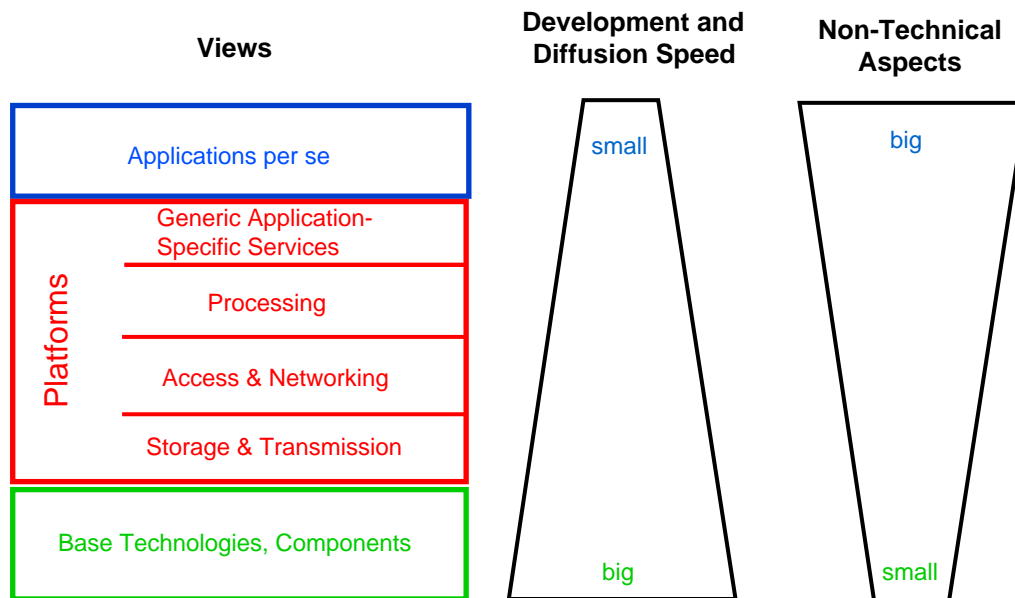 Views
Development and
Diffusion Speed
Non-Technical
Aspects
Applications per se
small
big
Platforms
Generic Application-
Specific Services
Processing
Access & Networking
Storage & Transmission
Base Technologies, Components
big
small